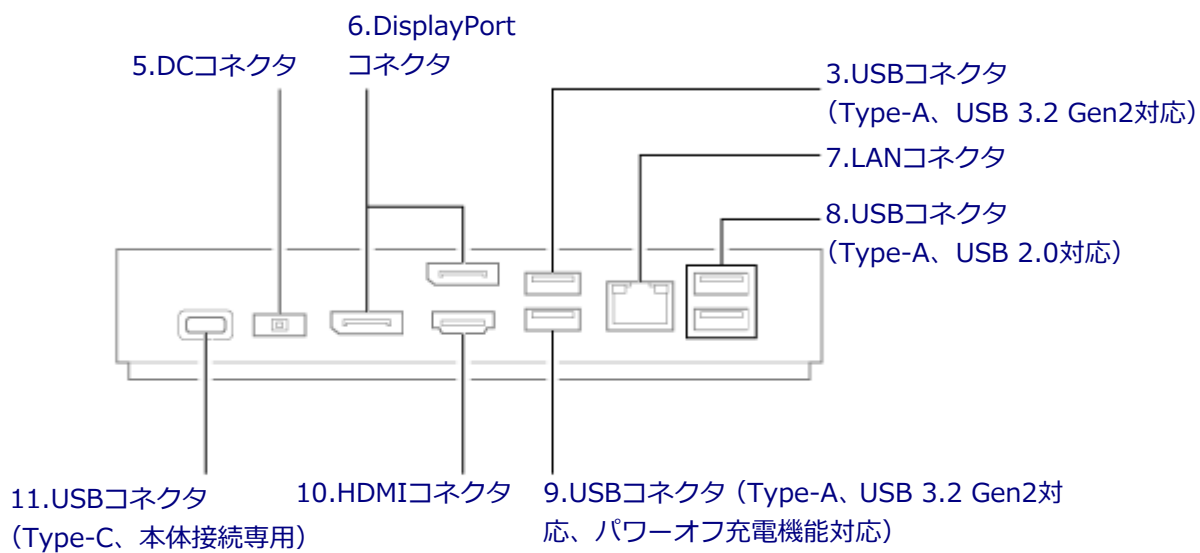 6.DisplayPort
コネクタ
5.DCコネクタ
3.USBコネクタ
（Type-A、USB 3.2 Gen2対応）
7.LANコネクタ
8.USBコネクタ
（Type-A、USB 2.0対応）
11.USBコネクタ
（Type-C、本体接続専用）
10.HDMIコネクタ
9.USBコネクタ（Type-A、USB 3.2 Gen2対
応、パワーオフ充電機能対応）